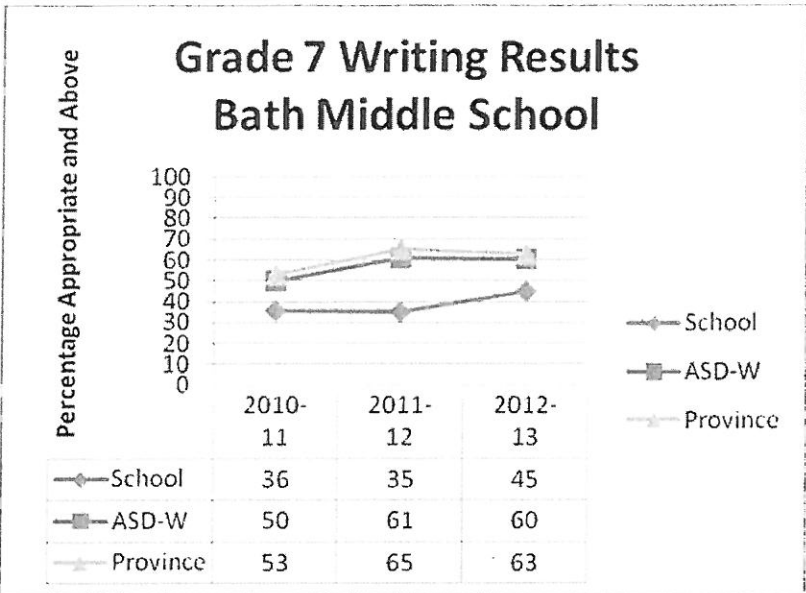 Grade 7 Writing Results
Bath Middle School
Percentage Appropriate and Above
100
90
80
70
60
50
40
30
20
10
0
School
ASD-W
Province
2010-11 2011-12 2012-13
School 36 35 45
ASD-W 50 61 60
Province 53 65 63